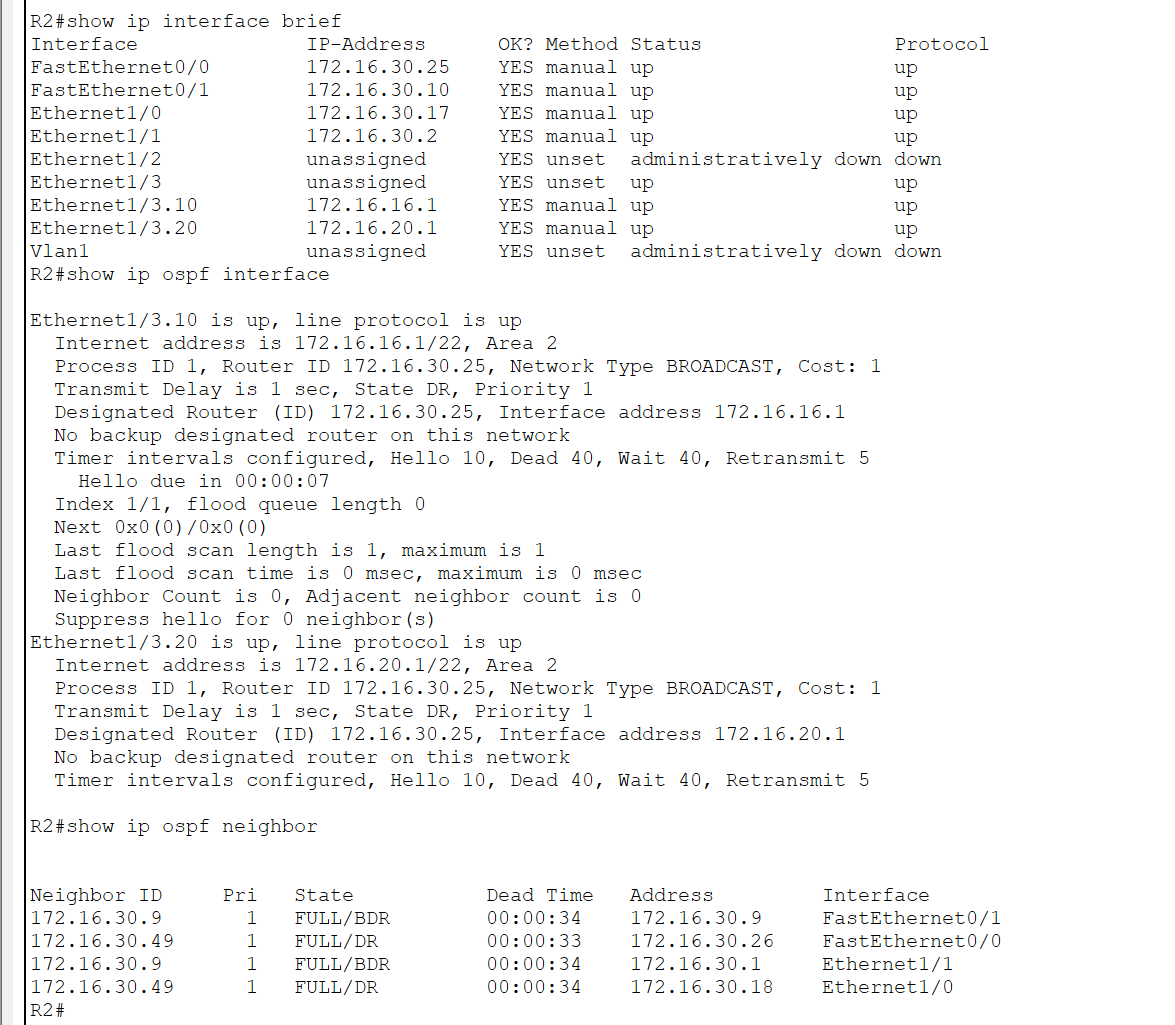 R2#show ip interface brief
Interface              IP-Address      OK? Method Status                Protocol
FastEthernet0/0        172.16.30.25    YES manual up                    up
FastEthernet0/1        172.16.30.10    YES manual up                    up
Ethernet1/0            172.16.30.17    YES manual up                    up
Ethernet1/1            172.16.30.2     YES manual up                    up
Ethernet1/2            unassigned      YES unset  administratively down down
Ethernet1/3            unassigned      YES unset  up                    up
Ethernet1/3.10         172.16.16.1     YES manual up                    up
Ethernet1/3.20         172.16.20.1     YES manual up                    up
Vlan1                  unassigned      YES unset  administratively down down
R2#show ip ospf interface

Ethernet1/3.10 is up, line protocol is up
  Internet address is 172.16.16.1/22, Area 2
  Process ID 1, Router ID 172.16.30.25, Network Type BROADCAST, Cost: 1
  Transmit Delay is 1 sec, State DR, Priority 1
  Designated Router (ID) 172.16.30.25, Interface address 172.16.16.1
  No backup designated router on this network
  Timer intervals configured, Hello 10, Dead 40, Wait 40, Retransmit 5
    Hello due in 00:00:07
  Index 1/1, flood queue length 0
  Next 0x0(0)/0x0(0)
  Last flood scan length is 1, maximum is 1
  Last flood scan time is 0 msec, maximum is 0 msec
  Neighbor Count is 0, Adjacent neighbor count is 0
  Suppress hello for 0 neighbor(s)
Ethernet1/3.20 is up, line protocol is up
  Internet address is 172.16.20.1/22, Area 2
  Process ID 1, Router ID 172.16.30.25, Network Type BROADCAST, Cost: 1
  Transmit Delay is 1 sec, State DR, Priority 1
  Designated Router (ID) 172.16.30.25, Interface address 172.16.20.1
  No backup designated router on this network
  Timer intervals configured, Hello 10, Dead 40, Wait 40, Retransmit 5

R2#show ip ospf neighbor

Neighbor ID     Pri   State           Dead Time   Address         Interface
172.16.30.9       1   FULL/BDR        00:00:34    172.16.30.9     FastEthernet0/1
172.16.30.49      1   FULL/DR         00:00:33    172.16.30.26    FastEthernet0/0
172.16.30.9       1   FULL/BDR        00:00:34    172.16.30.1     Ethernet1/1
172.16.30.49      1   FULL/DR         00:00:34    172.16.30.18    Ethernet1/0
R2#